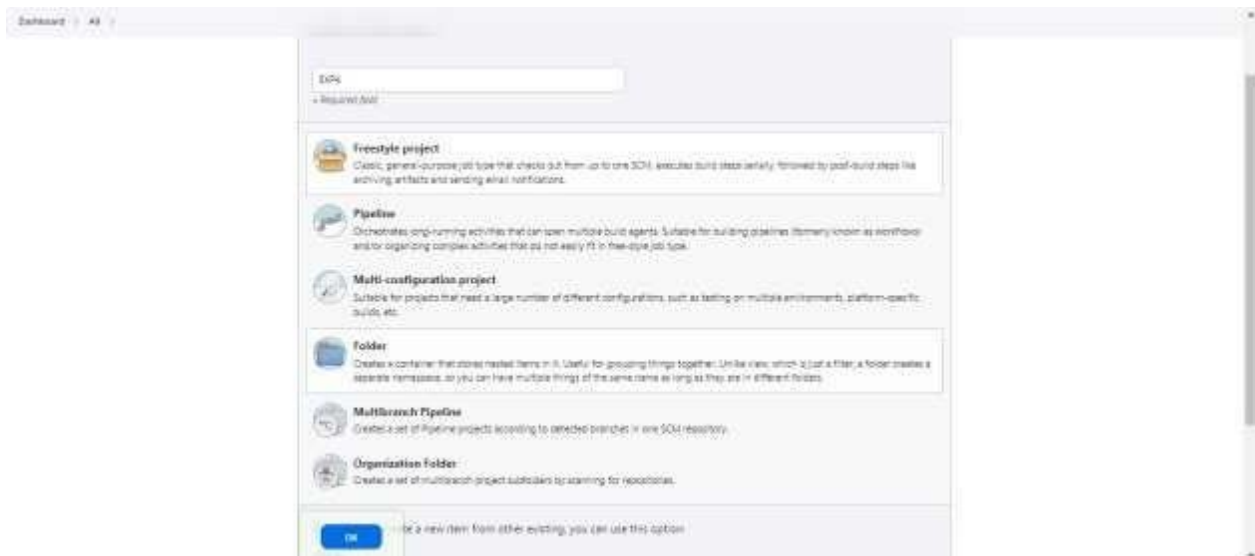 Dashboard > All >
EXP6
» Required field
Freestyle project
Classic, general-purpose job type that checks out from up to one SCM, executes build steps serially, followed by post-build steps like
archiving artifacts and sending email notifications.
Pipeline
Orchestrates long-running activities that can span multiple build agents. Suitable for building pipelines (formerly known as workflows)
and/or organizing complex activities that do not easily fit in free-style job type.
Multi-configuration project
Suitable for projects that need a large number of different configurations, such as testing on multiple environments, platform-specific
builds, etc.
Folder
Creates a container that stores nested items in it. Useful for grouping things together. Unlike view, which is just a filter, a folder creates a
separate namespace, so you can have multiple things of the same name as long as they are in different folders.
Multibranch Pipeline
Creates a set of Pipeline projects according to detected branches in one SCM repository.
Organization Folder
Creates a set of multibranch project subfolders by scanning for repositories.
a new item from other existing, you can use this option
OK